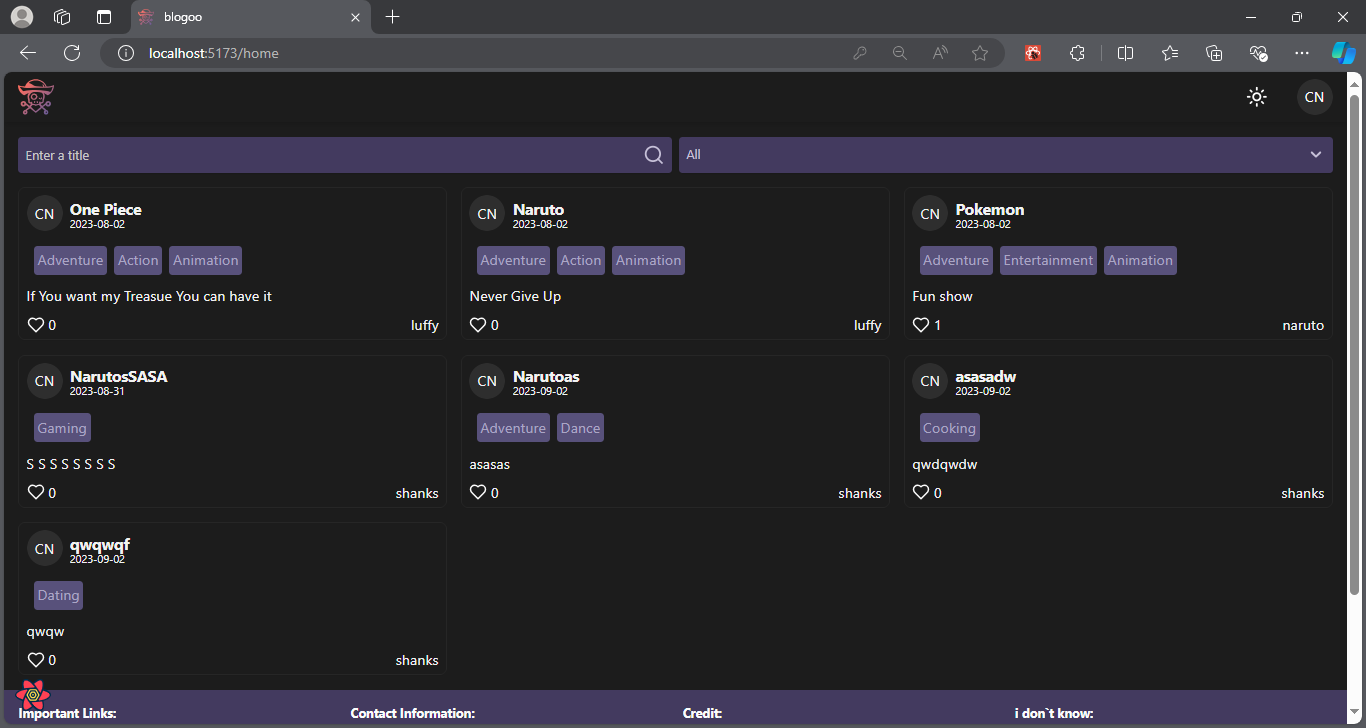 blogoo
localhost:5173/home
CN
Enter a title
All
CN One Piece
2023-08-02
Adventure Action Animation
If You want my Treasue You can have it
0 luffy
CN Naruto
2023-08-02
Adventure Action Animation
Never Give Up
0 luffy
CN Pokemon
2023-08-02
Adventure Entertainment Animation
Fun show
1 naruto
CN NarutosSASA
2023-08-31
Gaming
S S S S S S S S
0 shanks
CN Narutoas
2023-09-02
Adventure Dance
asasas
0 shanks
CN asasadw
2023-09-02
Cooking
qwdqwdw
0 shanks
CN qwqwqf
2023-09-02
Dating
qwqw
0 shanks
Important Links: Contact Information: Credit: i don`t know: